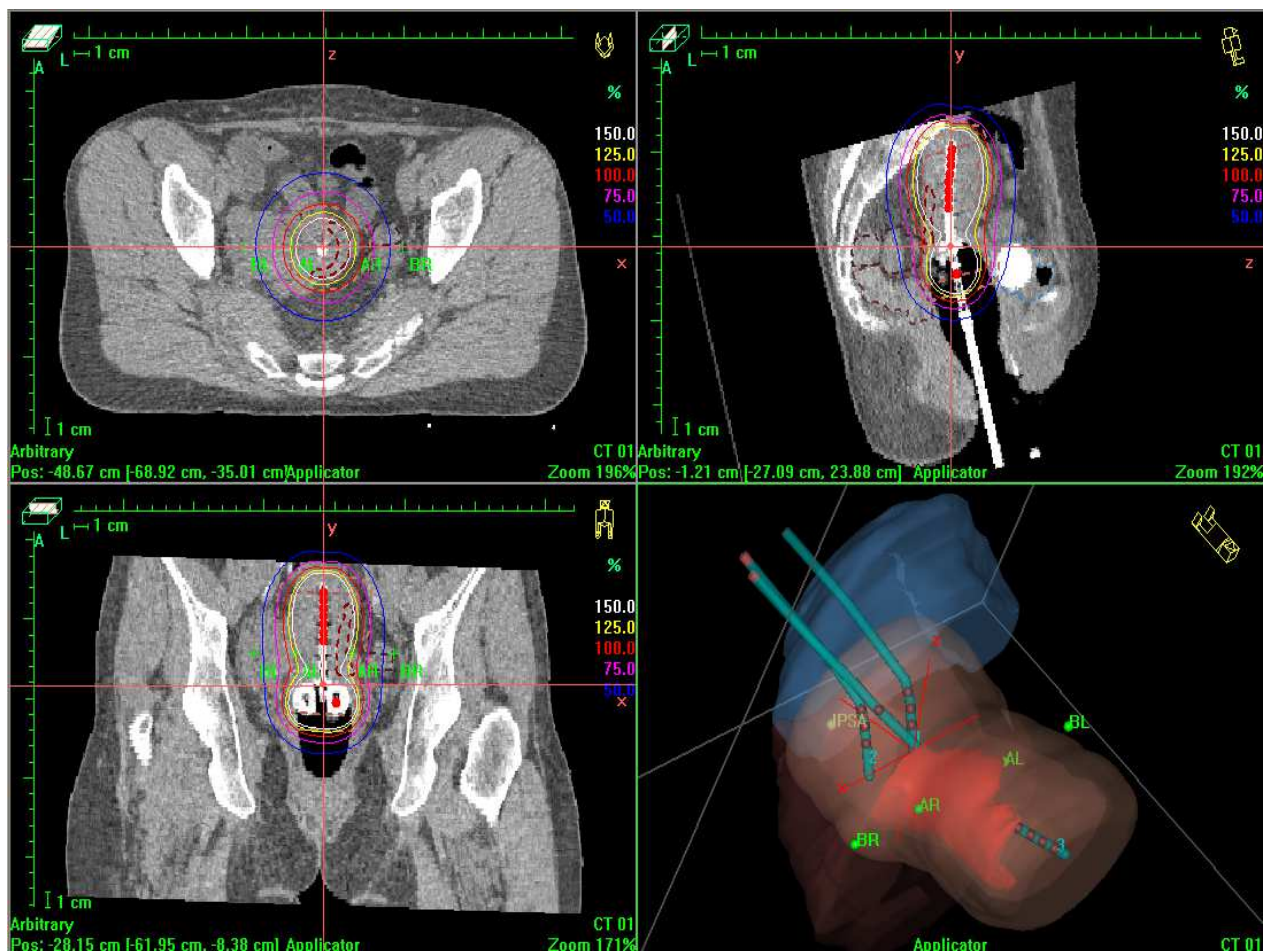 A L 1 cm
z
%
150.0
125.0
100.0
75.0
50.0
AR BR
x
1 cm
Arbitrary CT 01
Pos: -48.67 cm [-68.92 cm, -35.01 cm] Applicator Zoom 196%
A L 1 cm
y
%
150.0
125.0
100.0
75.0
50.0
z
1 cm
Arbitrary CT 01
Pos: -1.21 cm [-27.09 cm, 23.88 cm] Applicator Zoom 192%
A L 1 cm
y
%
150.0
125.0
100.0
75.0
50.0
AR BR
x
1 cm
Arbitrary CT 01
Pos: -28.15 cm [-61.95 cm, -8.38 cm] Applicator Zoom 171%
x
IPSA
BL
2
AL
AR
BR
3
Applicator CT 01